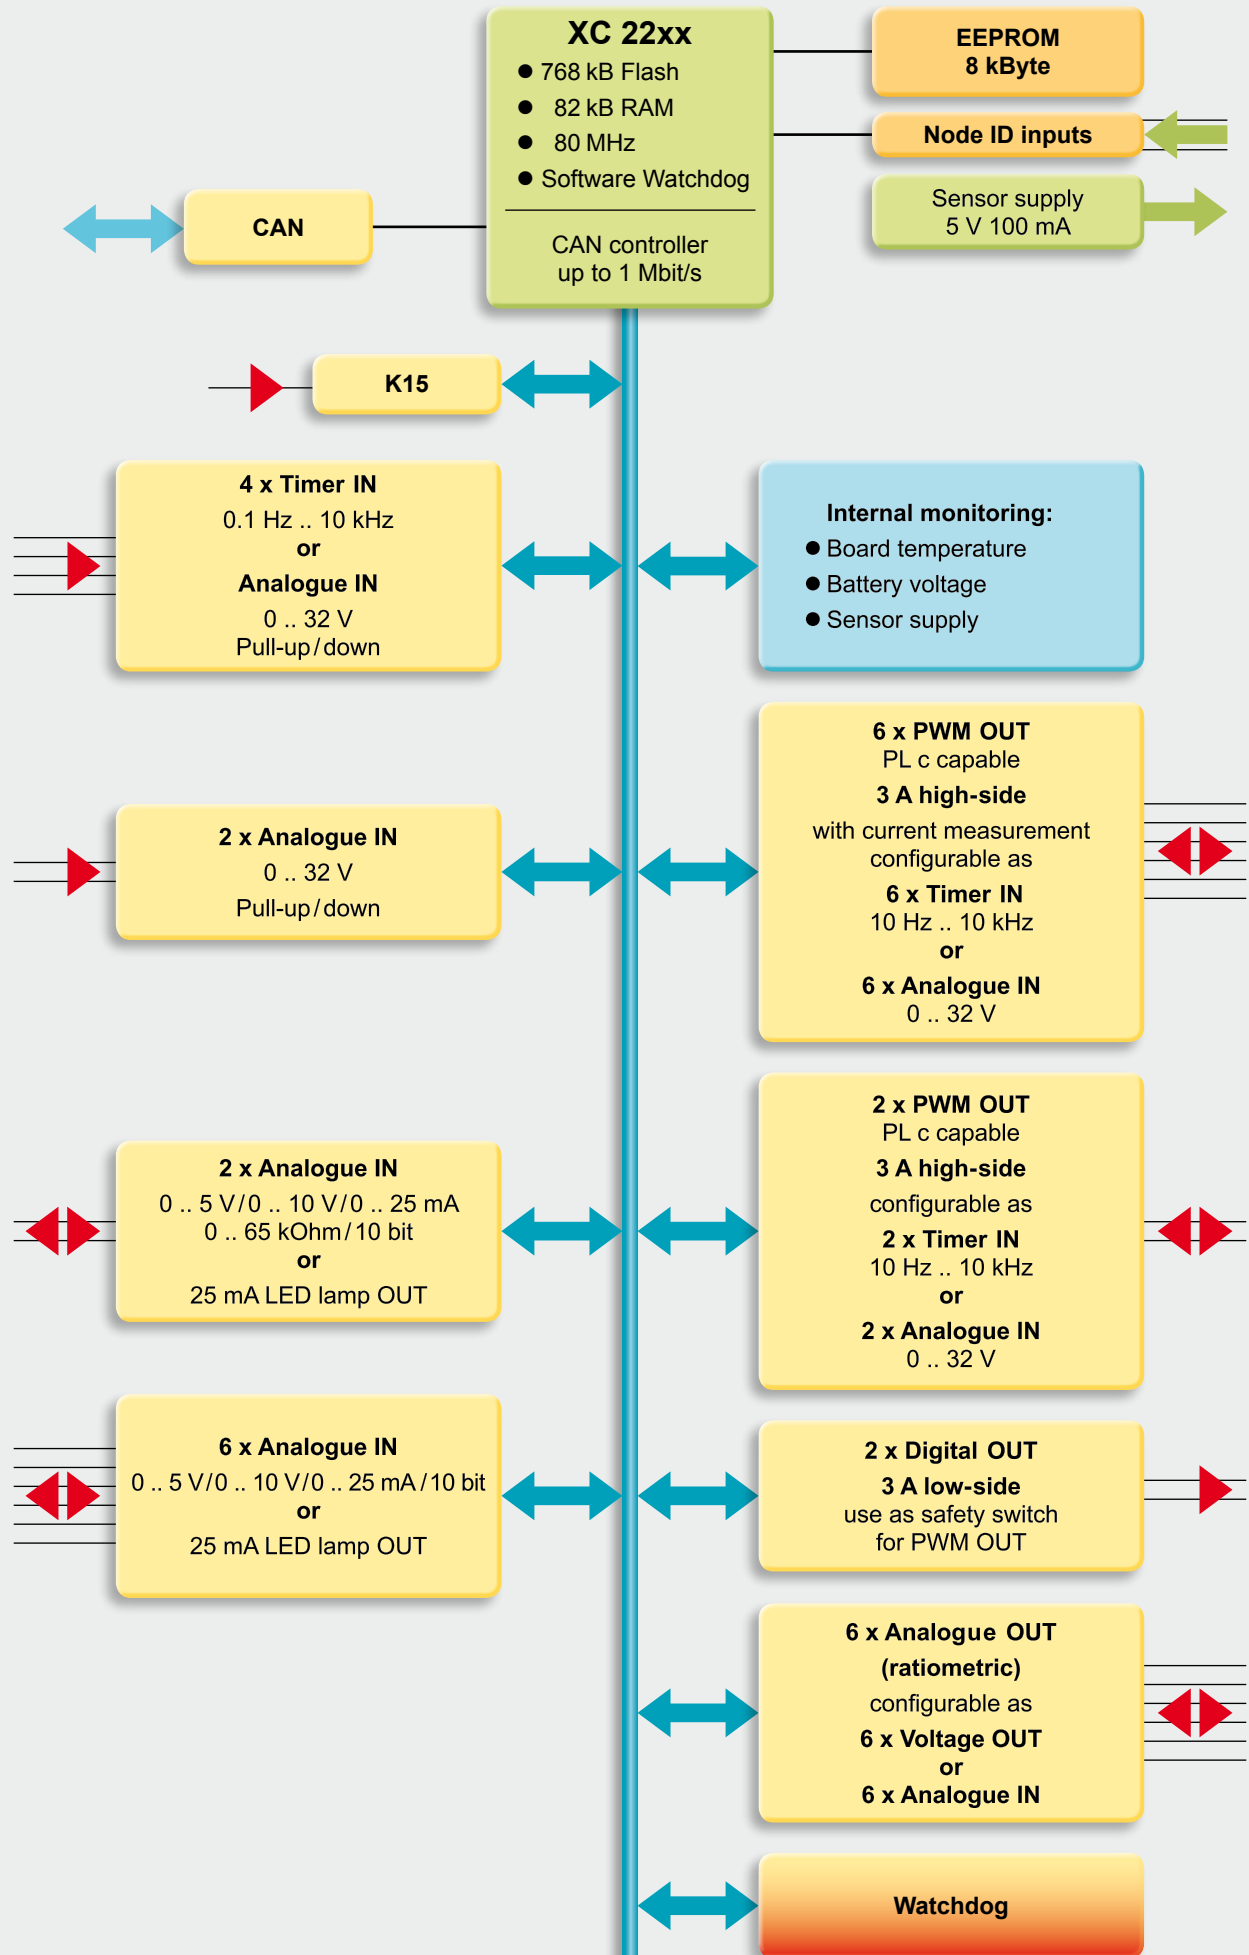 XC 22xx
● 768 kB Flash
● 82 kB RAM
● 80 MHz
● Software Watchdog
CAN controller
up to 1 Mbit/s
EEPROM
8 kByte
Node ID inputs
Sensor supply
5 V 100 mA
CAN
K15
4 x Timer IN
0.1 Hz .. 10 kHz
or
Analogue IN
0 .. 32 V
Pull-up/down
Internal monitoring:
● Board temperature
● Battery voltage
● Sensor supply
2 x Analogue IN
0 .. 32 V
Pull-up/down
6 x PWM OUT
PL c capable
3 A high-side
with current measurement
configurable as
6 x Timer IN
10 Hz .. 10 kHz
or
6 x Analogue IN
0 .. 32 V
2 x Analogue IN
0 .. 5 V/0 .. 10 V/0 .. 25 mA
0 .. 65 kOhm/10 bit
or
25 mA LED lamp OUT
2 x PWM OUT
PL c capable
3 A high-side
configurable as
2 x Timer IN
10 Hz .. 10 kHz
or
2 x Analogue IN
0 .. 32 V
6 x Analogue IN
0 .. 5 V/0 .. 10 V/0 .. 25 mA/10 bit
or
25 mA LED lamp OUT
2 x Digital OUT
3 A low-side
use as safety switch
for PWM OUT
6 x Analogue OUT
(ratiometric)
configurable as
6 x Voltage OUT
or
6 x Analogue IN
Watchdog